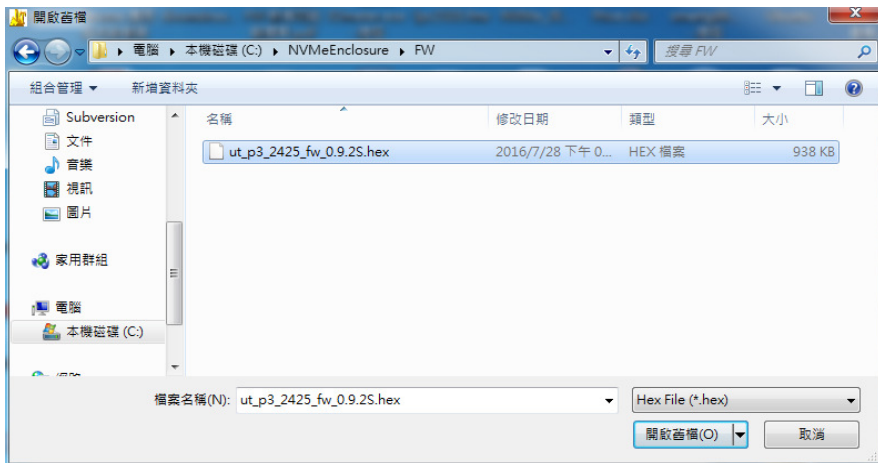 開啟舊檔
電腦 ▸ 本機磁碟 (C:) ▸ NVMeEnclosure ▸ FW
搜尋 FW
組合管理 ▼ 新增資料夾
名稱 修改日期 類型 大小
Subversion
文件
音樂
視訊
圖片
家用群組
電腦
本機磁碟 (C:)
ut_p3_2425_fw_0.9.2S.hex 2016/7/28 下午 0... HEX 檔案 938 KB
檔案名稱(N): ut_p3_2425_fw_0.9.2S.hex Hex File (*.hex)
開啟舊檔(O) 取消